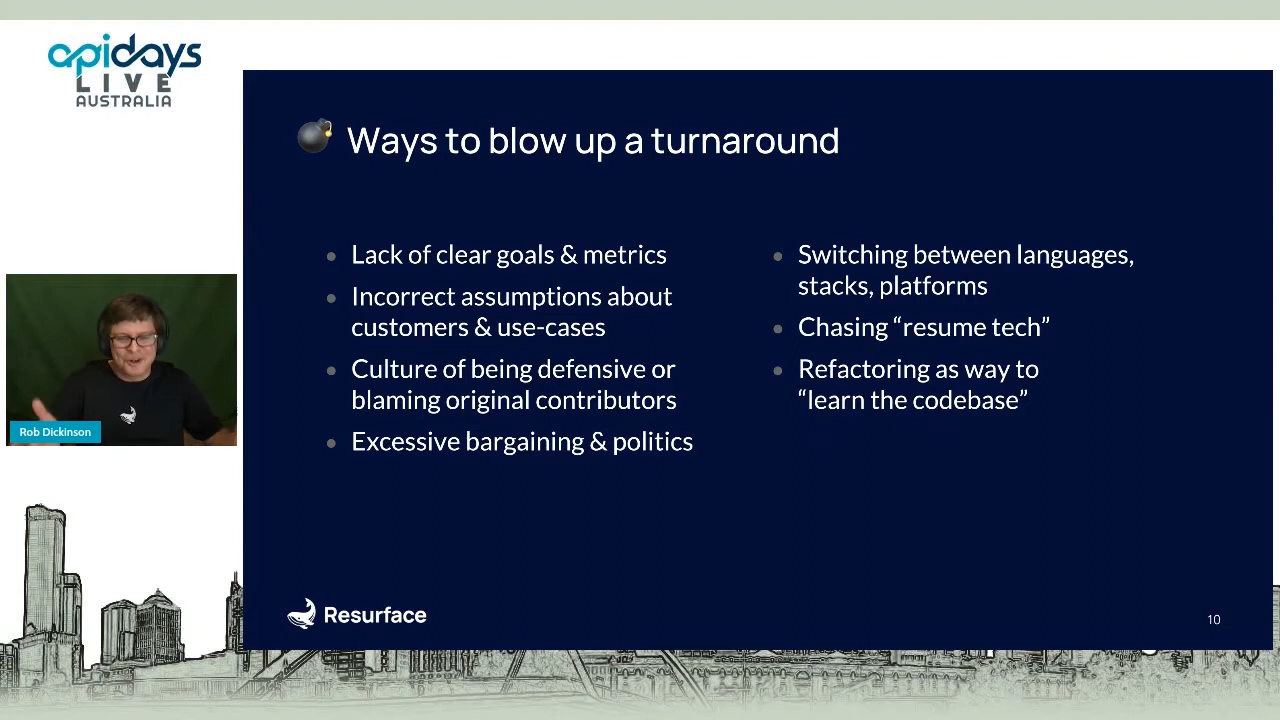 apidays
LIVE
AUSTRALIA
Ways to blow up a turnaround
Lack of clear goals & metrics
Incorrect assumptions about
customers & use-cases
Culture of being defensive or
blaming original contributors
Excessive bargaining & politics
Switching between languages,
stacks, platforms
Chasing “resume tech”
Refactoring as way to
“learn the codebase”
Rob Dickinson
Resurface
10